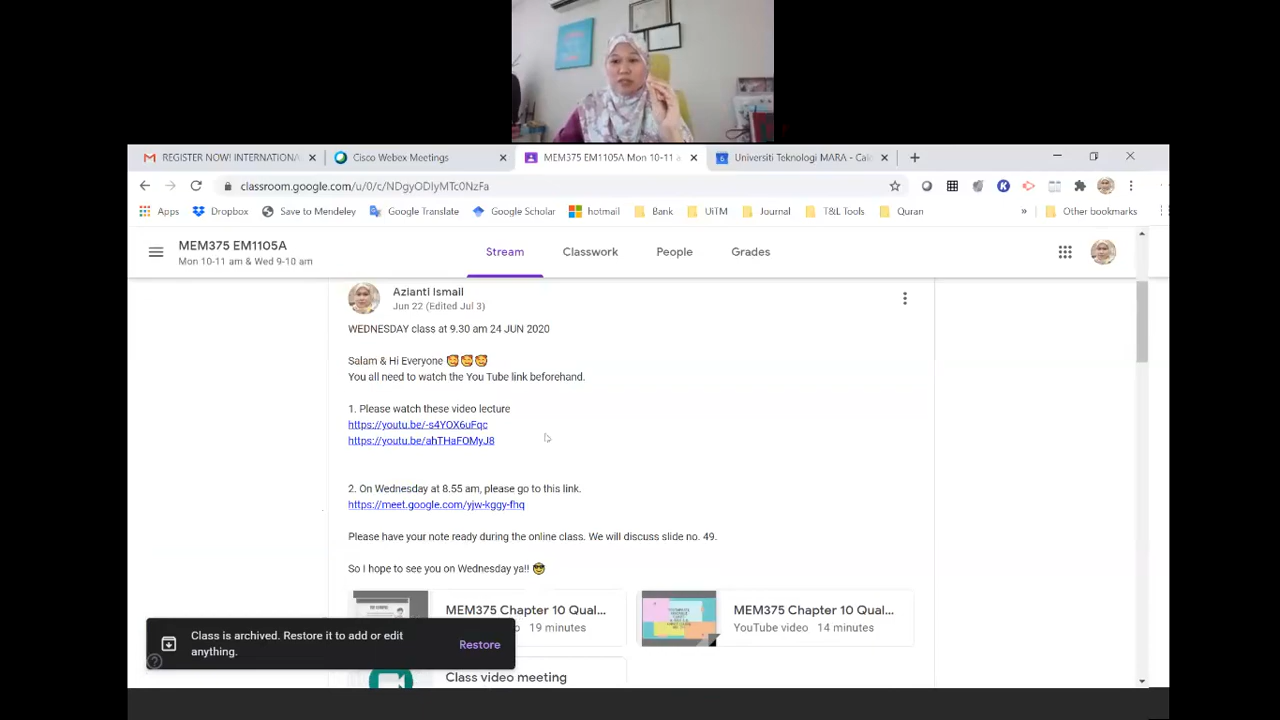 REGISTER NOW! INTERNATIONA
Cisco Webex Meetings
MEM375 EM1105A Mon 10-11 a
Universiti Teknologi MARA - Cal
classroom.google.com/u/0/c/NDgyODIyMTc0NzFa
Apps
Dropbox
Save to Mendeley
Google Translate
Google Scholar
hotmail
Bank
UiTM
Journal
T&L Tools
Quran
»
Other bookmarks
MEM375 EM1105A
Mon 10-11 am & Wed 9-10 am
Stream
Classwork
People
Grades
Azianti Ismail
Jun 22 (Edited Jul 3)
WEDNESDAY class at 9.30 am 24 JUN 2020
Salam & Hi Everyone 🥰🥰🥰
You all need to watch the You Tube link beforehand.
1. Please watch these video lecture
https://youtu.be/-s4YOX6uFqc
https://youtu.be/ahTHaFOMyJ8
2. On Wednesday at 8.55 am, please go to this link.
https://meet.google.com/yjw-kggy-fhq
Please have your note ready during the online class. We will discuss slide no. 49.
So I hope to see you on Wednesday ya!! 😎
MEM375 Chapter 10 Qual...
19 minutes
MEM375 Chapter 10 Qual...
YouTube video 14 minutes
Class is archived. Restore it to add or edit
anything.
Restore
Class video meeting